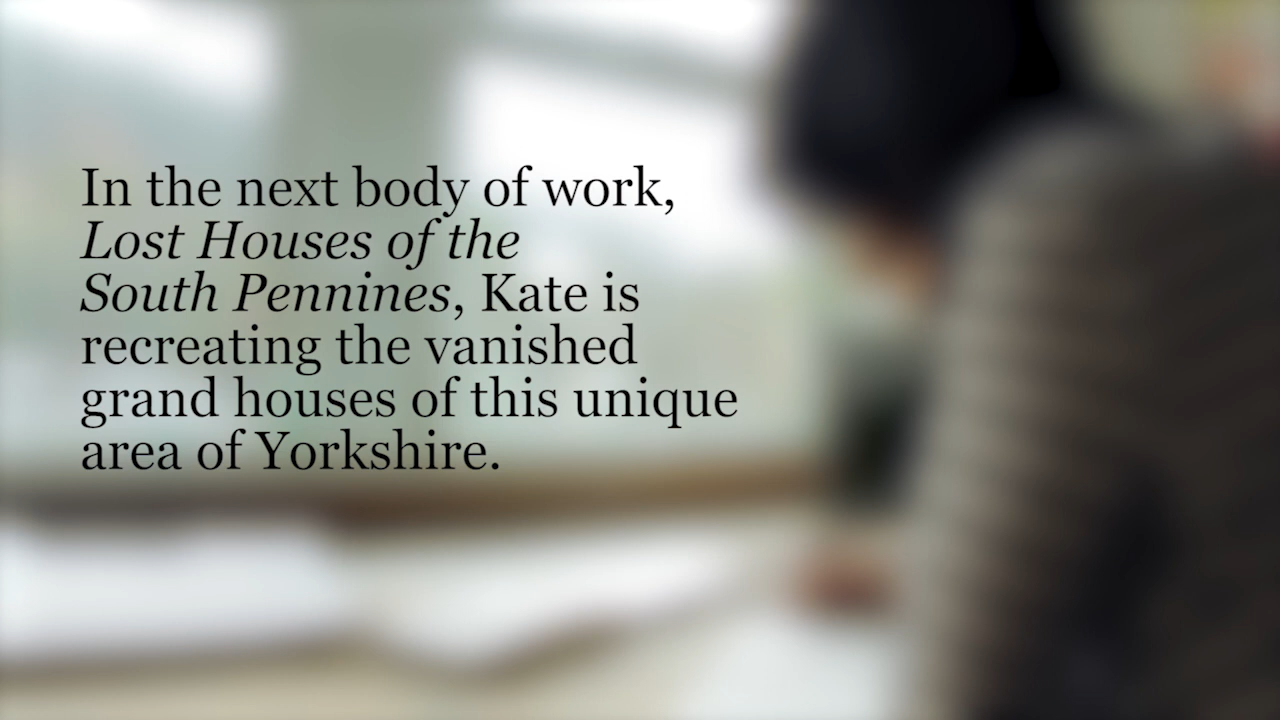 In the next body of work,
Lost Houses of the
South Pennines, Kate is
recreating the vanished
grand houses of this unique
area of Yorkshire.